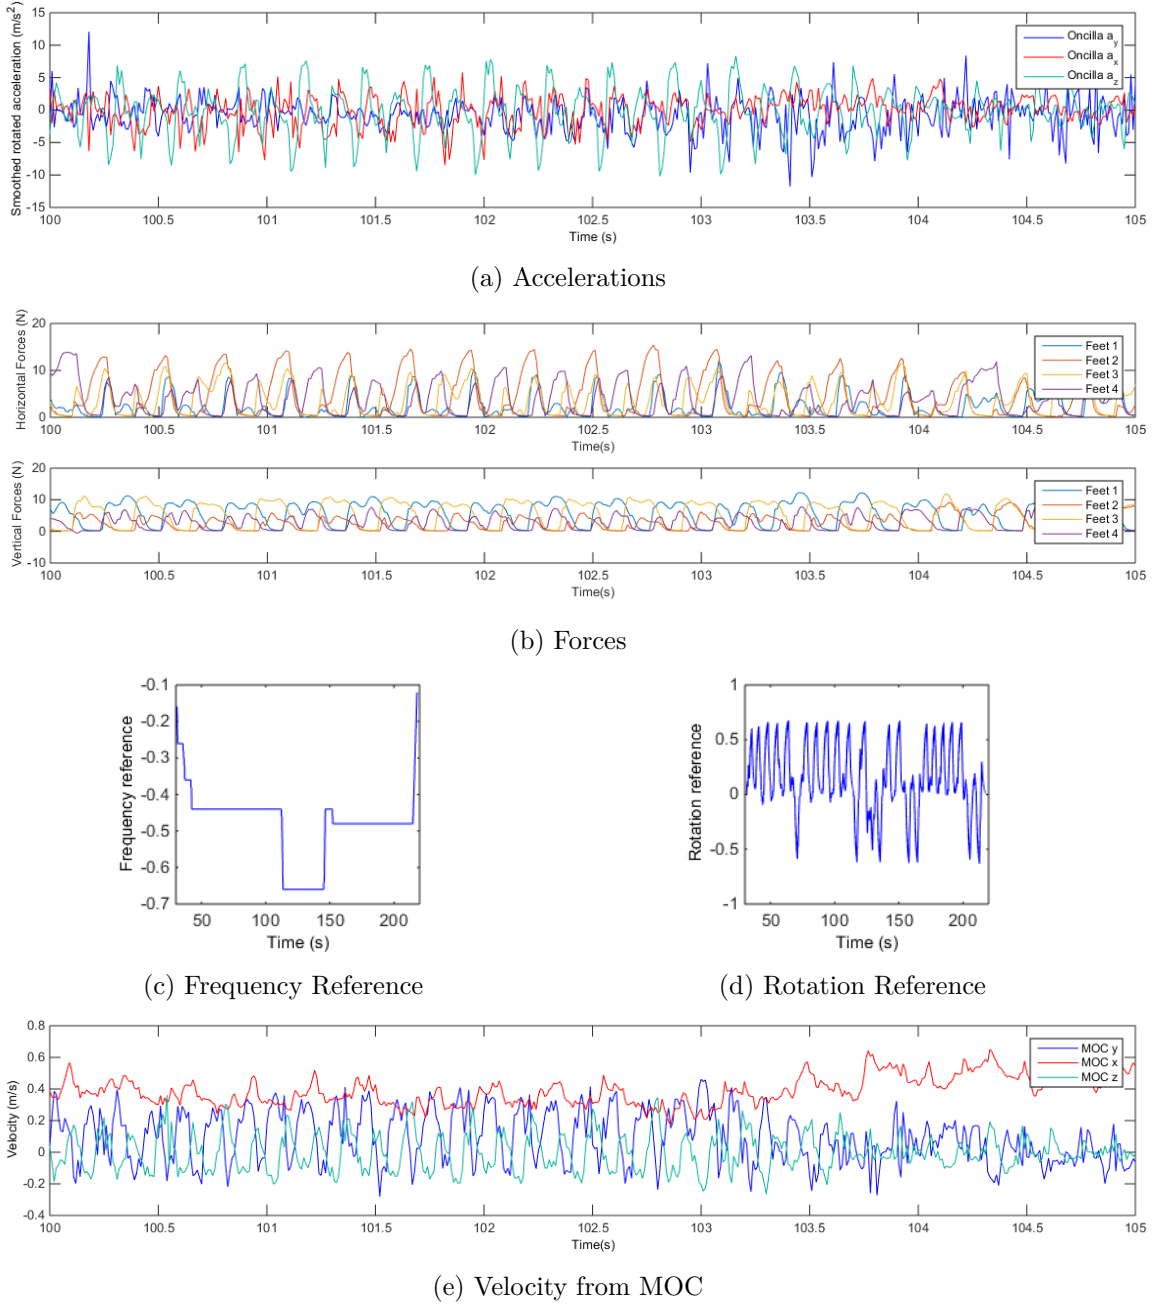 Smoothed rotated acceleration (m/s²)
15
10
5
0
-5
-10
-15
Oncilla a_y
Oncilla a_x
Oncilla a_z
100 100.5 101 101.5 102 102.5 103 103.5 104 104.5 105
Time (s)
(a) Accelerations
Horizontal Forces (N)
20
10
0
Feet 1
Feet 2
Feet 3
Feet 4
100 100.5 101 101.5 102 102.5 103 103.5 104 104.5 105
Time(s)
Vertical Forces (N)
20
10
0
-10
Feet 1
Feet 2
Feet 3
Feet 4
100 100.5 101 101.5 102 102.5 103 103.5 104 104.5 105
Time(s)
(b) Forces
Frequency reference
-0.1
-0.2
-0.3
-0.4
-0.5
-0.6
-0.7
50 100 150 200
Time (s)
(c) Frequency Reference
Rotation reference
1
0.5
0
-0.5
-1
50 100 150 200
Time (s)
(d) Rotation Reference
Velocity (m/s)
0.8
0.6
0.4
0.2
0
-0.2
-0.4
MOC y
MOC x
MOC z
100 100.5 101 101.5 102 102.5 103 103.5 104 104.5 105
Time(s)
(e) Velocity from MOC